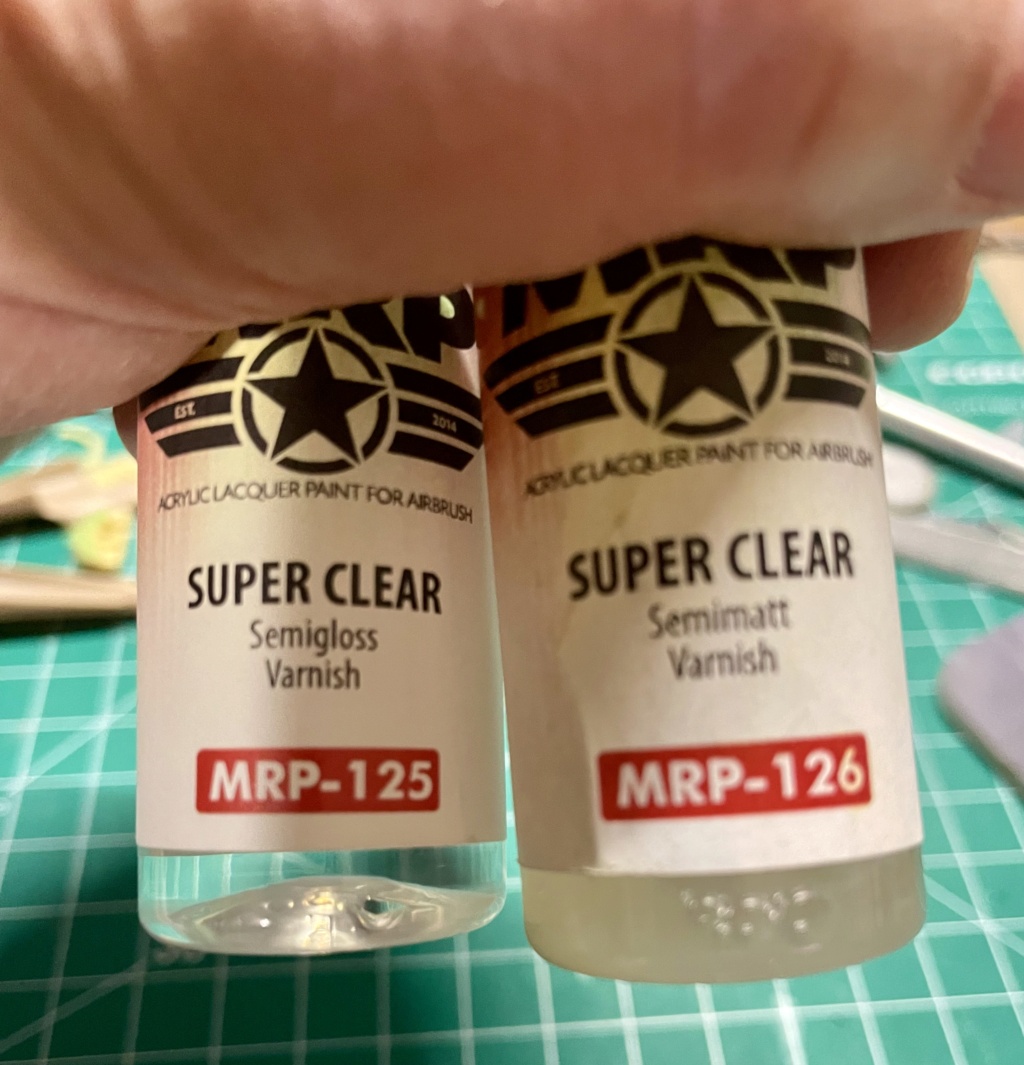 EST.
2014
ACRYLIC LACQUER PAINT FOR AIRBRUSH
SUPER CLEAR
Semigloss
Varnish
MRP-125
MRP
EST.
2014
ACRYLIC LACQUER PAINT FOR AIRBRUSH
SUPER CLEAR
Semimatt
Varnish
MRP-126